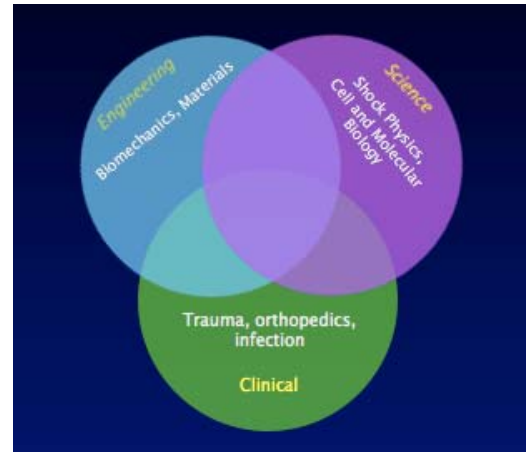 Engineering
Biomechanics, Materials
Science
Shock Physics,
Cell and Molecular
Biology
Trauma, orthopedics,
infection
Clinical